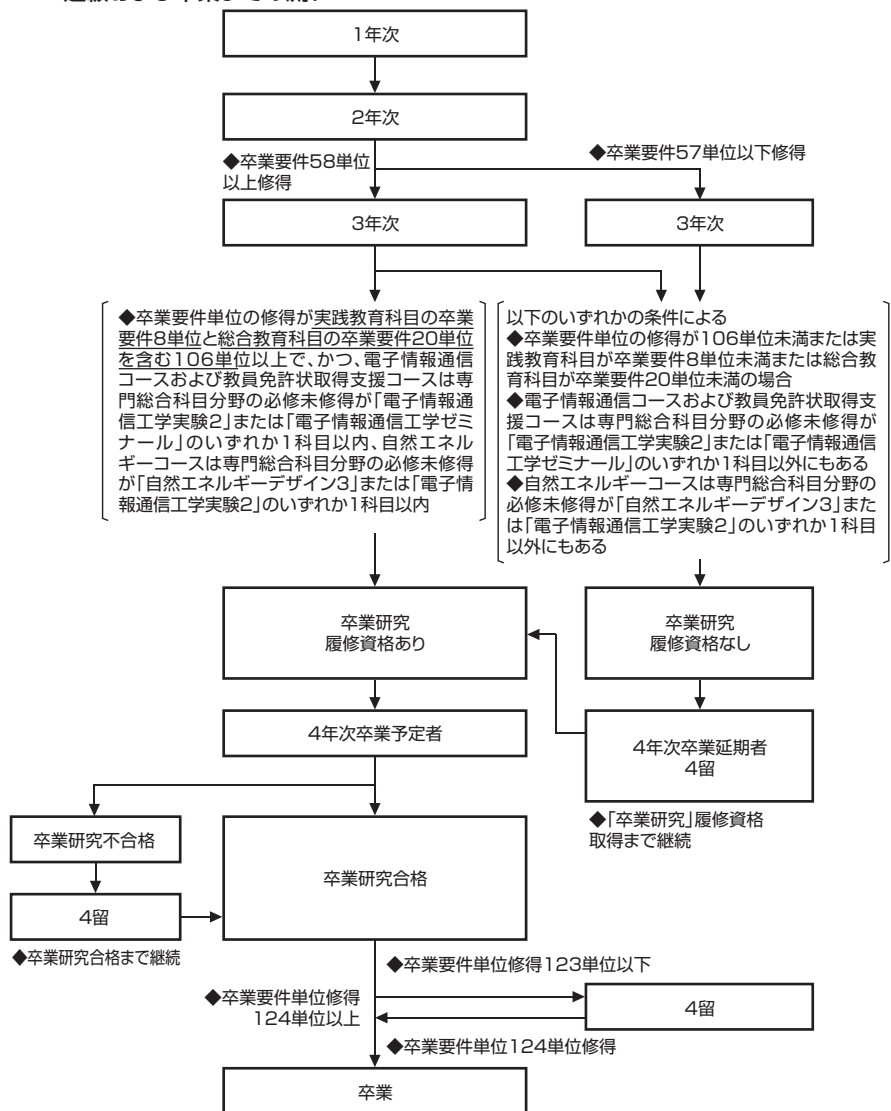 1年次
2年次
◆卒業要件58単位
以上修得
◆卒業要件57単位以下修得
3年次
3年次
◆卒業要件単位の修得が実践教育科目の卒業
要件8単位と総合教育科目の卒業要件20単位
を含む106単位以上で、かつ、電子情報通信
コースおよび教員免許状取得支援コースは専
門総合科目分野の必修未修得が「電子情報通
信工学実験2」または「電子情報通信工学ゼミ
ナール」のいずれか1科目以内、自然エネル
ギーコースは専門総合科目分野の必修未修得
が「自然エネルギーデザイン3」または「電子情
報通信工学実験2」のいずれか1科目以内
以下のいずれかの条件による
◆卒業要件単位の修得が106単位未満または実
践教育科目が卒業要件8単位未満または総合教
育科目が卒業要件20単位未満の場合
◆電子情報通信コースおよび教員免許状取得支
援コースは専門総合科目分野の必修未修得が
「電子情報通信工学実験2」または「電子情報通信
工学ゼミナール」のいずれか1科目以外にもある
◆自然エネルギーコースは専門総合科目分野の
必修未修得が「自然エネルギーデザイン3」また
は「電子情報通信工学実験2」のいずれか1科目
以外にもある
卒業研究
履修資格あり
卒業研究
履修資格なし
4年次卒業予定者
4年次卒業延期者
4留
◆「卒業研究」履修資格
取得まで継続
卒業研究不合格
卒業研究合格
4留
◆卒業研究合格まで継続
◆卒業要件単位修得123単位以下
◆卒業要件単位修得
124単位以上
4留
◆卒業要件単位124単位修得
卒業